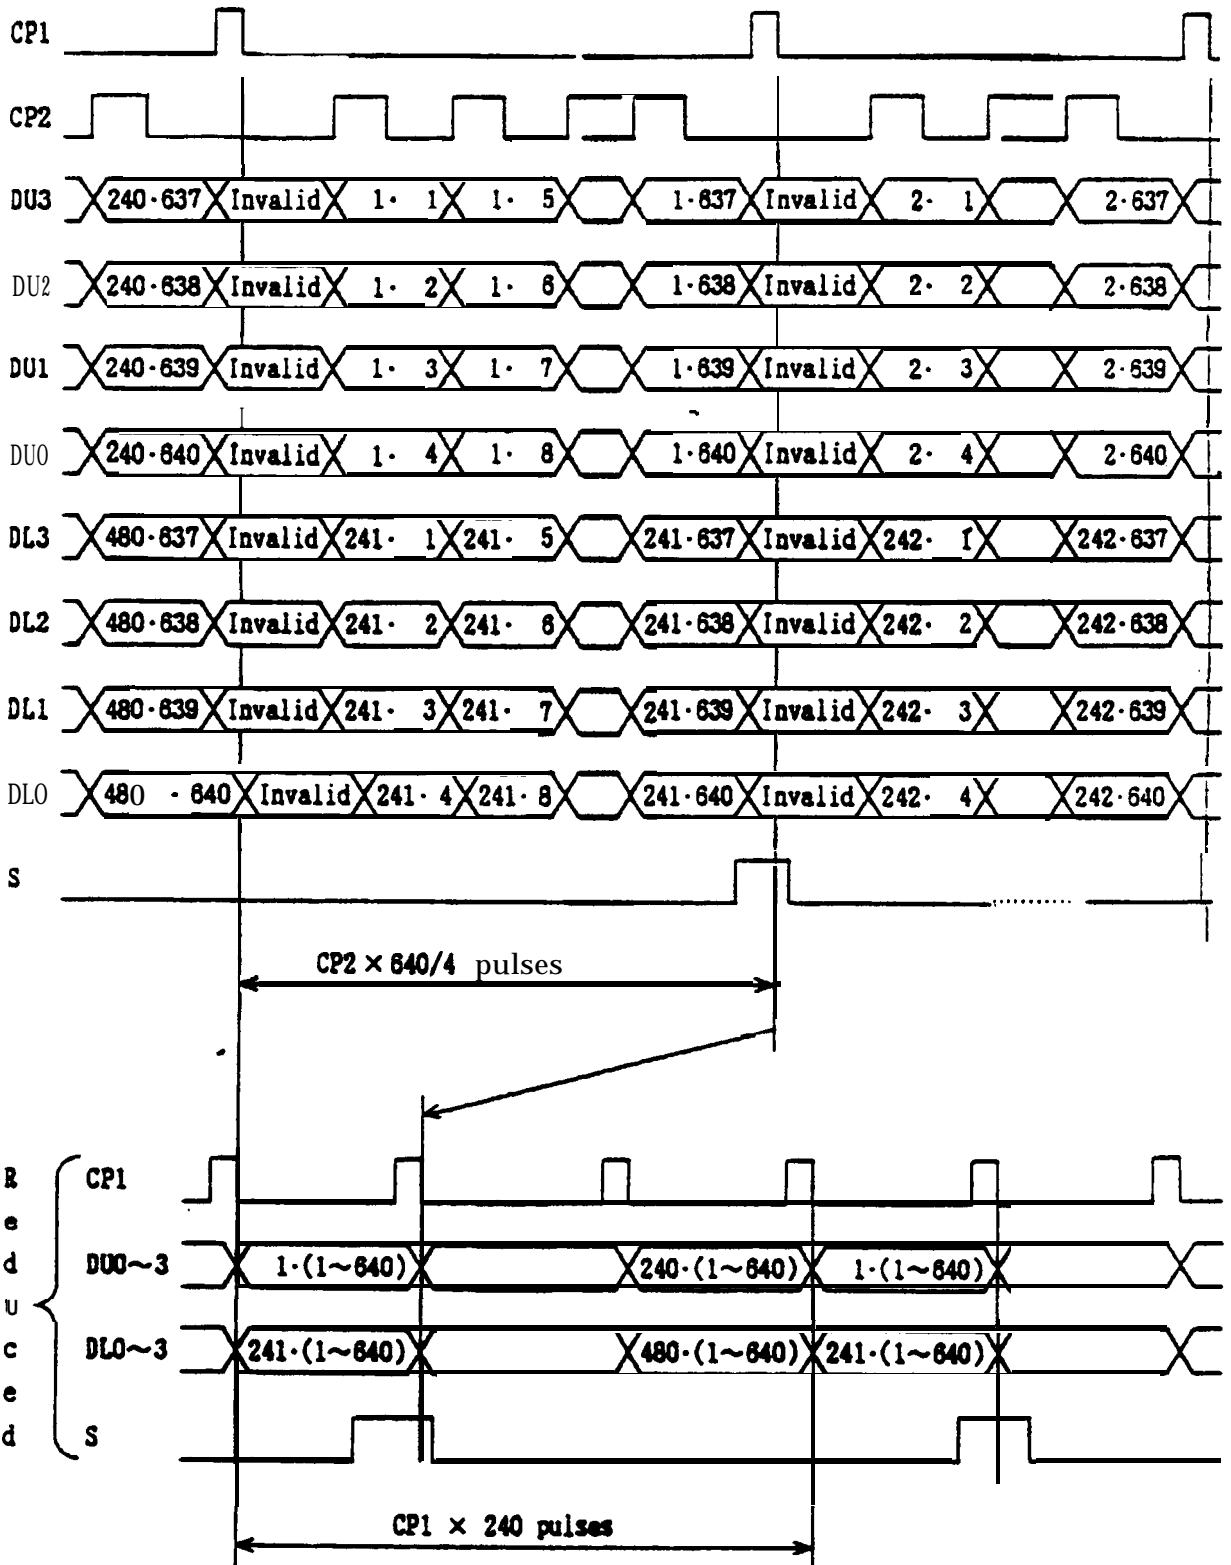 CP1
CP2
DU3 240·637 Invalid 1· 1 1· 5 1·637 Invalid 2· 1 2·637
DU2 240·638 Invalid 1· 2 1· 6 1·638 Invalid 2· 2 2·638
DU1 240·639 Invalid 1· 3 1· 7 1·639 Invalid 2· 3 2·639
DU0 240·640 Invalid 1· 4 1· 8 1·640 Invalid 2· 4 2·640
DL3 480·637 Invalid 241· 1 241· 5 241·637 Invalid 242· 1 242·637
DL2 480·638 Invalid 241· 2 241· 6 241·638 Invalid 242· 2 242·638
DL1 480·639 Invalid 241· 3 241· 7 241·639 Invalid 242· 3 242·639
DL0 480 ·640 Invalid 241· 4 241· 8 241·640 Invalid 242· 4 242·640
S
CP2 × 640/4 pulses
Reduced
CP1
DU0~3 1·(1~640) 240·(1~640) 1·(1~640)
DL0~3 241·(1~640) 480·(1~640) 241·(1~640)
S
CP1 × 240 pulses